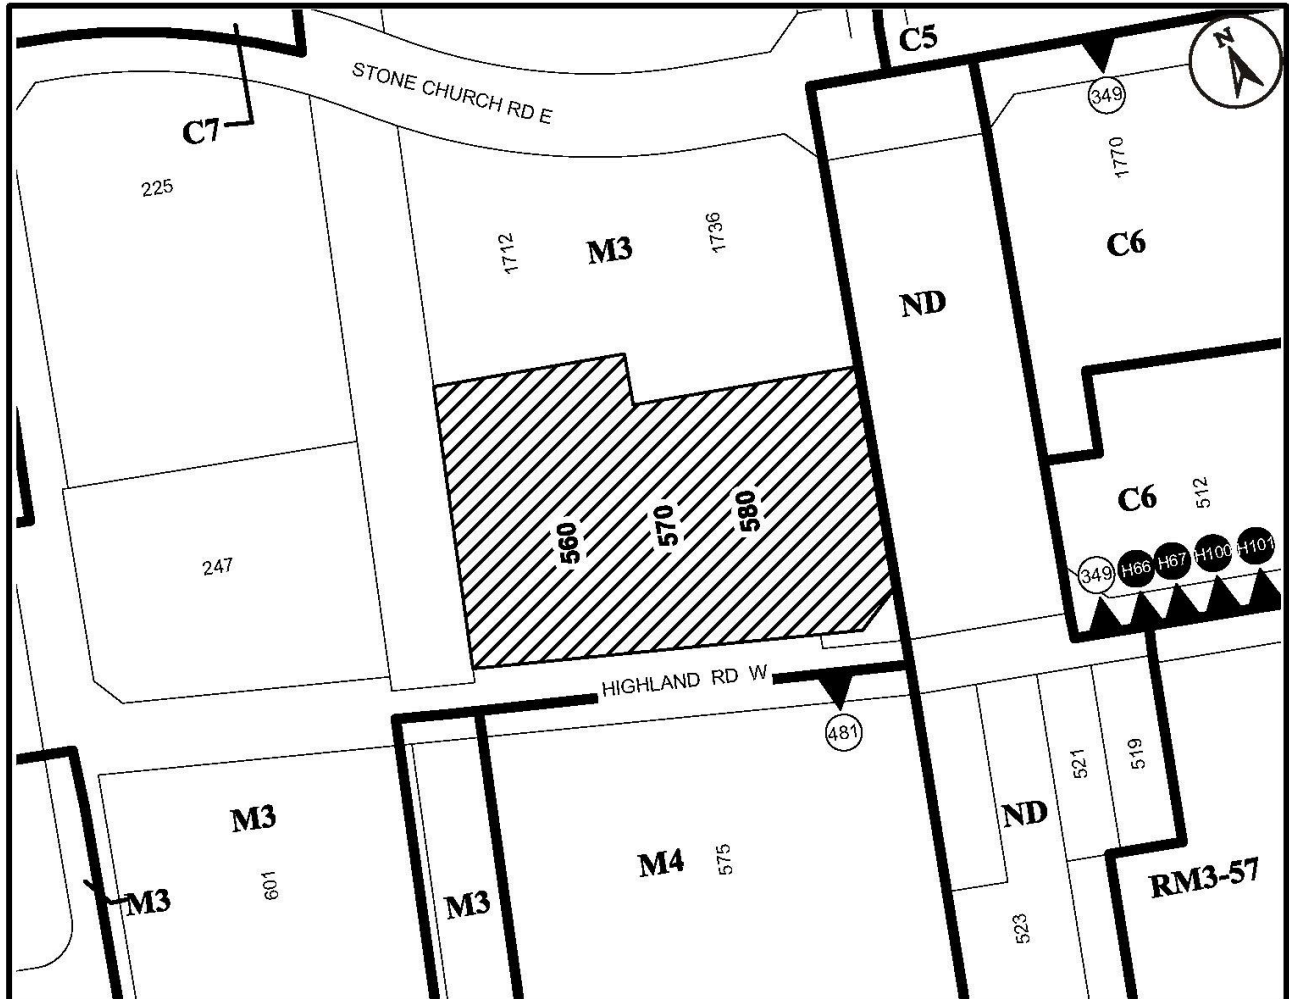 C5
N
STONE CHURCH RD E
349
C7
1770
225
1712
M3
1736
C6
ND
C6
512
560
570
580
247
349
H66
H67
H100
H101
HIGHLAND RD W
481
521
519
M3
ND
M4
575
RM3-57
M3
601
M3
523